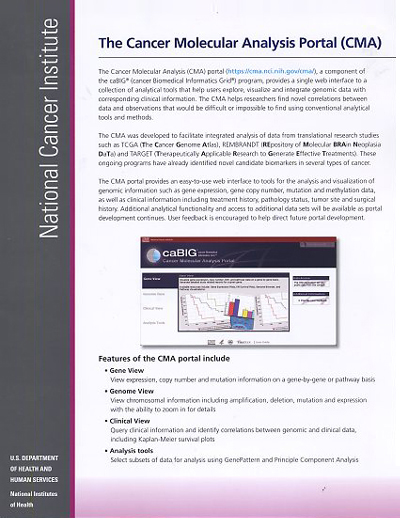 National Cancer Institute
The Cancer Molecular Analysis Portal (CMA)
The Cancer Molecular Analysis (CMA) portal (https://cma.nci.nih.gov/cma/), a component of
the caBIG® (cancer Biomedical Informatics Grid®) program, provides a single web interface to a
collection of analytical tools that help users explore, visualize and integrate genomic data with
corresponding clinical information. The CMA helps researchers find novel correlations between
data and observations that would be difficult or impossible to find using conventional analytical
tools and methods.
The CMA was developed to facilitate integrated analysis of data from translational research studies
such as TCGA (The Cancer Genome Atlas), REMBRANDT (REpository of Molecular BRAin Neoplasia
DaTa) and TARGET (Therapeutically Applicable Research to Generate Effective Treatments). These
ongoing programs have already identified novel candidate biomarkers in several types of cancer.
The CMA portal provides an easy-to-use web interface to tools for the analysis and visualization of
genomic information such as gene expression, gene copy number, mutation and methylation data,
as well as clinical information including treatment history, pathology status, tumor site and surgical
history. Additional analytical functionality and access to additional data sets will be available as portal
development continues. User feedback is encouraged to help direct future portal development.
caBIG
Cancer Molecular Analysis Portal
Gene View
Genome View
Clinical View
Analysis Tools
Features of the CMA portal include
• Gene View
View expression, copy number and mutation information on a gene-by-gene or pathway basis
• Genome View
View chromosomal information including amplification, deletion, mutation and expression
with the ability to zoom in for details
• Clinical View
Query clinical information and identify correlations between genomic and clinical data,
including Kaplan-Meier survival plots
• Analysis tools
Select subsets of data for analysis using GenePattern and Principle Component Analysis
U.S. DEPARTMENT
OF HEALTH AND
HUMAN SERVICES
National Institutes
of Health